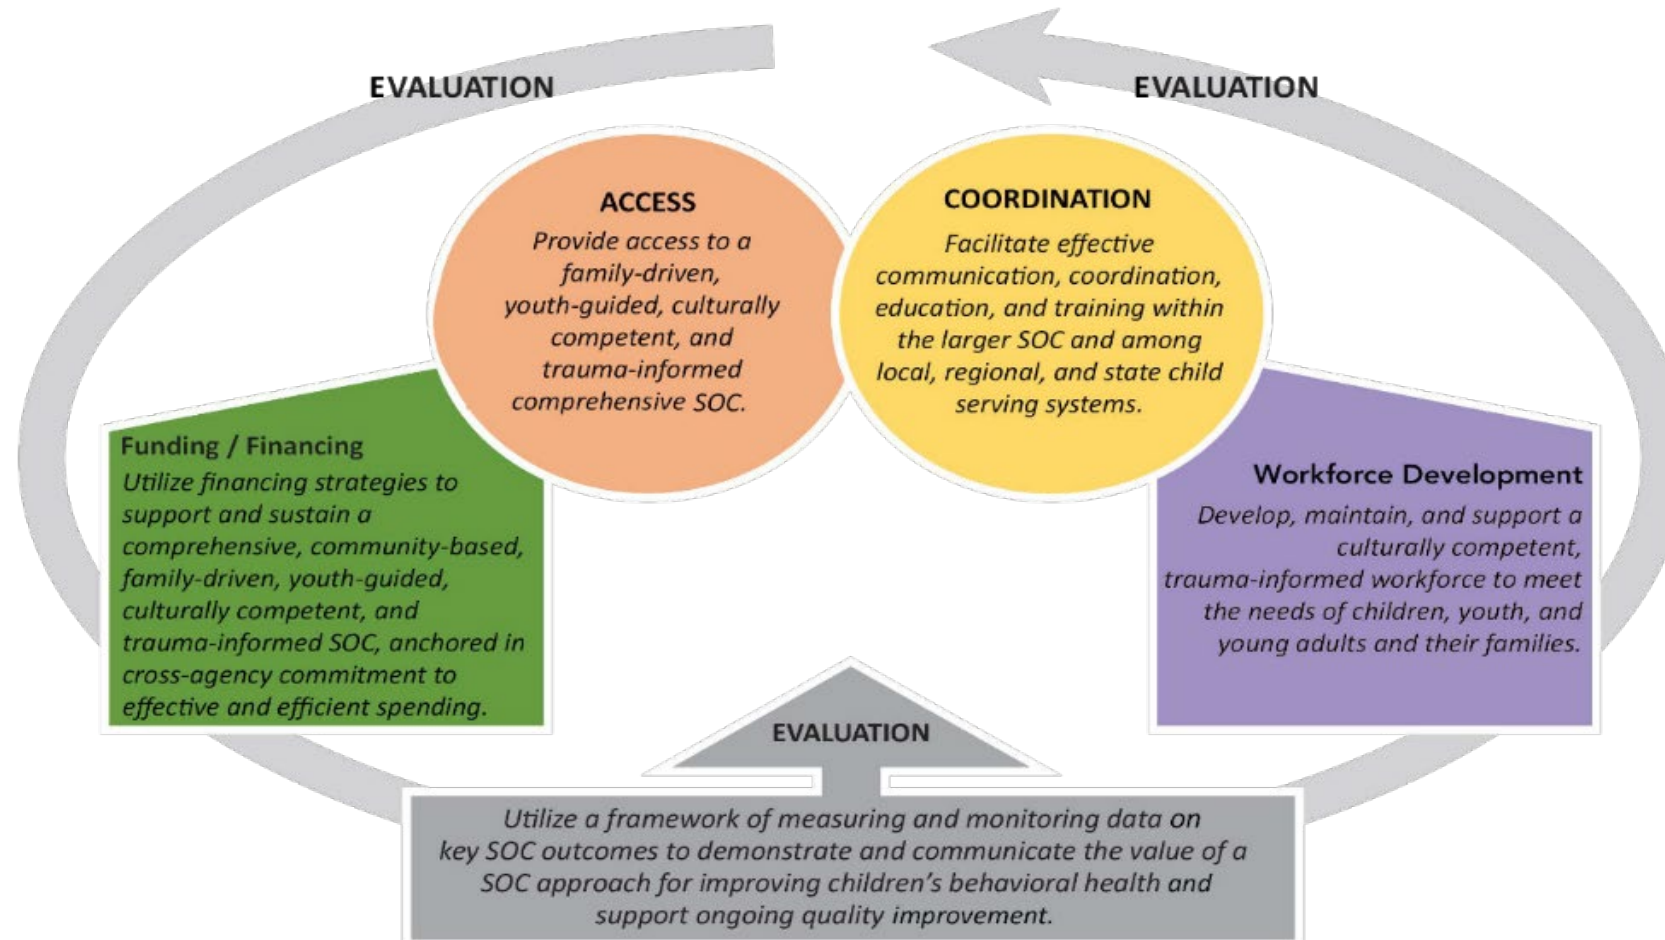 EVALUATION
EVALUATION
ACCESS
Provide access to a
family-driven,
youth-guided, culturally
competent, and
trauma-informed
comprehensive SOC.
COORDINATION
Facilitate effective
communication, coordination,
education, and training within
the larger SOC and among
local, regional, and state child
serving systems.
Funding / Financing
Utilize financing strategies to
support and sustain a
comprehensive, community-based,
family-driven, youth-guided,
culturally competent, and
trauma-informed SOC, anchored in
cross-agency commitment to
effective and efficient spending.
Workforce Development
Develop, maintain, and support a
culturally competent,
trauma-informed workforce to meet
the needs of children, youth, and
young adults and their families.
EVALUATION
Utilize a framework of measuring and monitoring data on
key SOC outcomes to demonstrate and communicate the value of a
SOC approach for improving children's behavioral health and
support ongoing quality improvement.